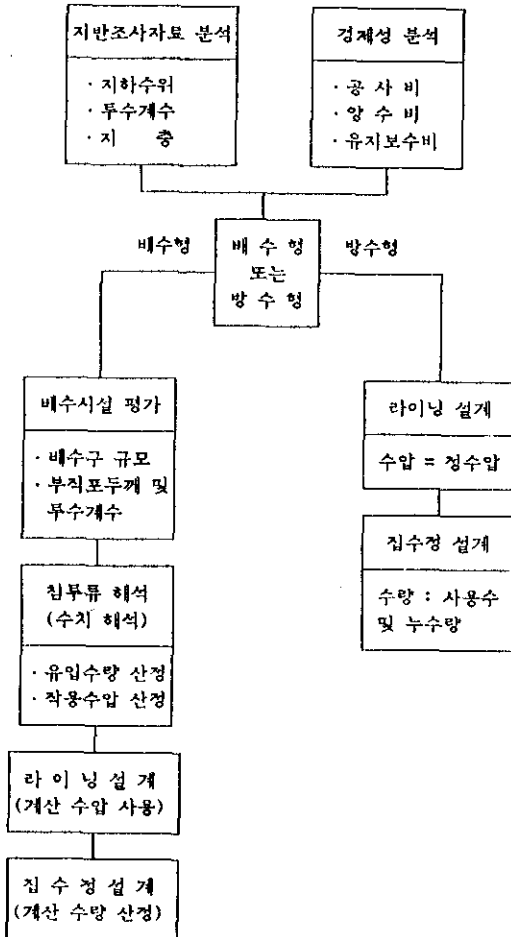 지반조사자료 분석
· 지하수위
· 투수계수
· 지 층
경제성 분석
· 공 사 비
· 양 수 비
· 유지보수비
배수형
배 수 형
또는
방 수 형
방수형
배수시설 평가
· 배수구 규모
· 부직포두께 및
투수계수
침투류 해석
(수치 해석)
· 유입수량 산정
· 작용수압 산정
라 이 닝 설 계
(계산 수압 사용)
집 수 정 설 계
(계산 수량 산정)
라이닝 설계
수압 = 정수압
집수정 설계
수량 : 사용수
및 누수량